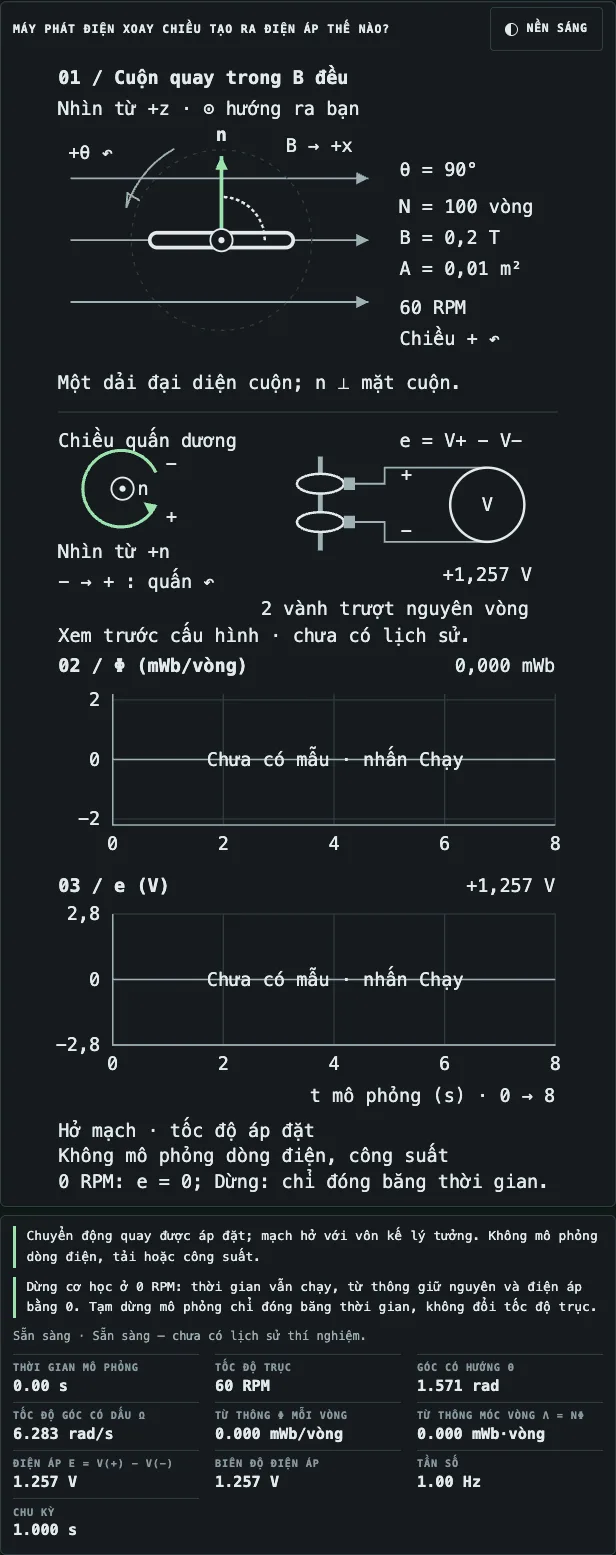 MÁY PHÁT ĐIỆN XOAY CHIỀU TẠO RA ĐIỆN ÁP THẾ NÀO?
◐ NỀN SÁNG
01 / Cuộn quay trong B đều
Nhìn từ +z · ⊙ hướng ra bạn
+θ ↶
n
B → +x
θ = 90°
N = 100 vòng
B = 0,2 T
A = 0,01 m²
60 RPM
Chiều + ↶
Một dải đại diện cuộn; n ⊥ mặt cuộn.
Chiều quấn dương
e = V+ − V−
−
n
+
+
−
V
Nhìn từ +n
− → + : quấn ↶
+1,257 V
2 vành trượt nguyên vòng
Xem trước cấu hình · chưa có lịch sử.
02 / Φ (mWb/vòng)
0,000 mWb
2
0
−2
Chưa có mẫu · nhấn Chạy
0 2 4 6 8
03 / e (V)
+1,257 V
2,8
0
−2,8
Chưa có mẫu · nhấn Chạy
0 2 4 6 8
t mô phỏng (s) · 0 → 8
Hở mạch · tốc độ áp đặt
Không mô phỏng dòng điện, công suất
0 RPM: e = 0; Dừng: chỉ đóng băng thời gian.
Chuyển động quay được áp đặt; mạch hở với vôn kế lý tưởng. Không mô phỏng
dòng điện, tải hoặc công suất.
Dừng cơ học ở 0 RPM: thời gian vẫn chạy, từ thông giữ nguyên và điện áp
bằng 0. Tạm dừng mô phỏng chỉ đóng băng thời gian, không đổi tốc độ trục.
Sẵn sàng · Sẵn sàng — chưa có lịch sử thí nghiệm.
THỜI GIAN MÔ PHỎNG
0.00 s
TỐC ĐỘ TRỤC
60 RPM
GÓC CÓ HƯỚNG Θ
1.571 rad
TỐC ĐỘ GÓC CÓ DẤU Ω
6.283 rad/s
TỪ THÔNG Φ MỖI VÒNG
0.000 mWb/vòng
TỪ THÔNG MÓC VÒNG Λ = NΦ
0.000 mWb·vòng
ĐIỆN ÁP E = V(+) − V(−)
1.257 V
BIÊN ĐỘ ĐIỆN ÁP
1.257 V
TẦN SỐ
1.00 Hz
CHU KỲ
1.000 s